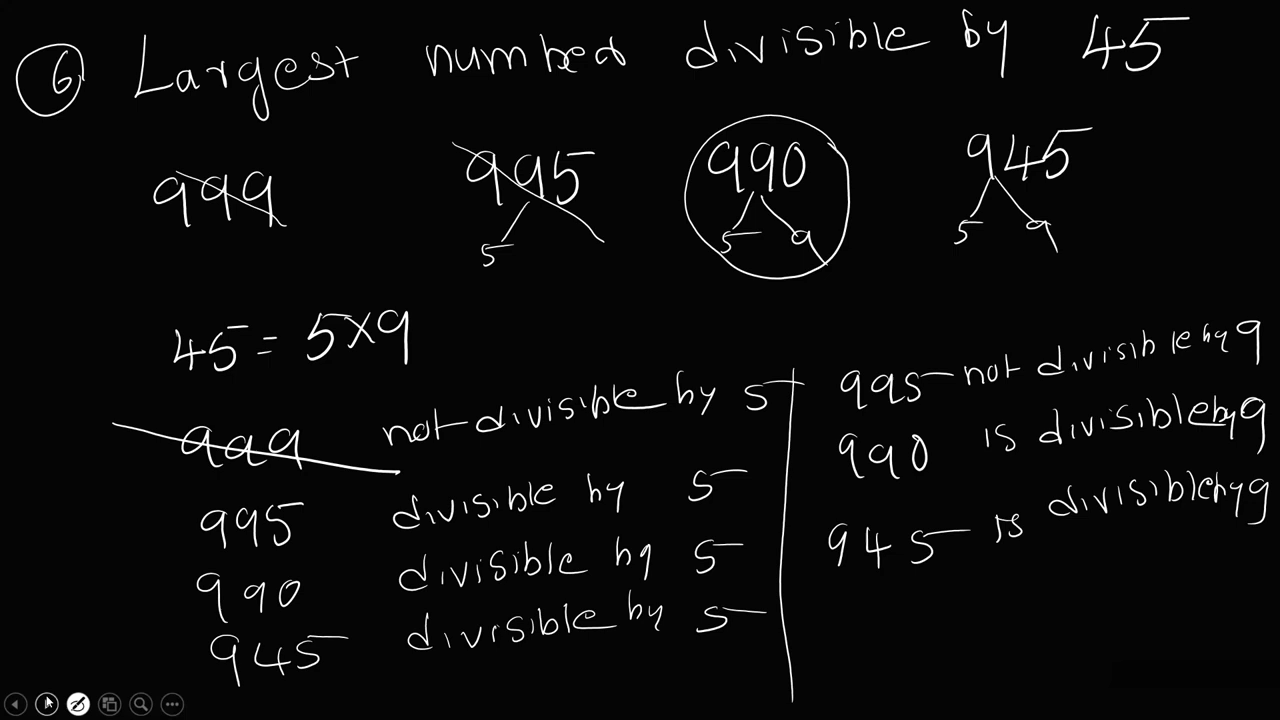 6 Largest number divisible by 45
999 995 990 945
5 5 9 5 9
45 = 5×9
999 not divisible by 5
995 divisible by 5
990 divisible by 5
945 divisible by 5
995 not divisible by 9
990 is divisible by 9
945 is divisible by 9